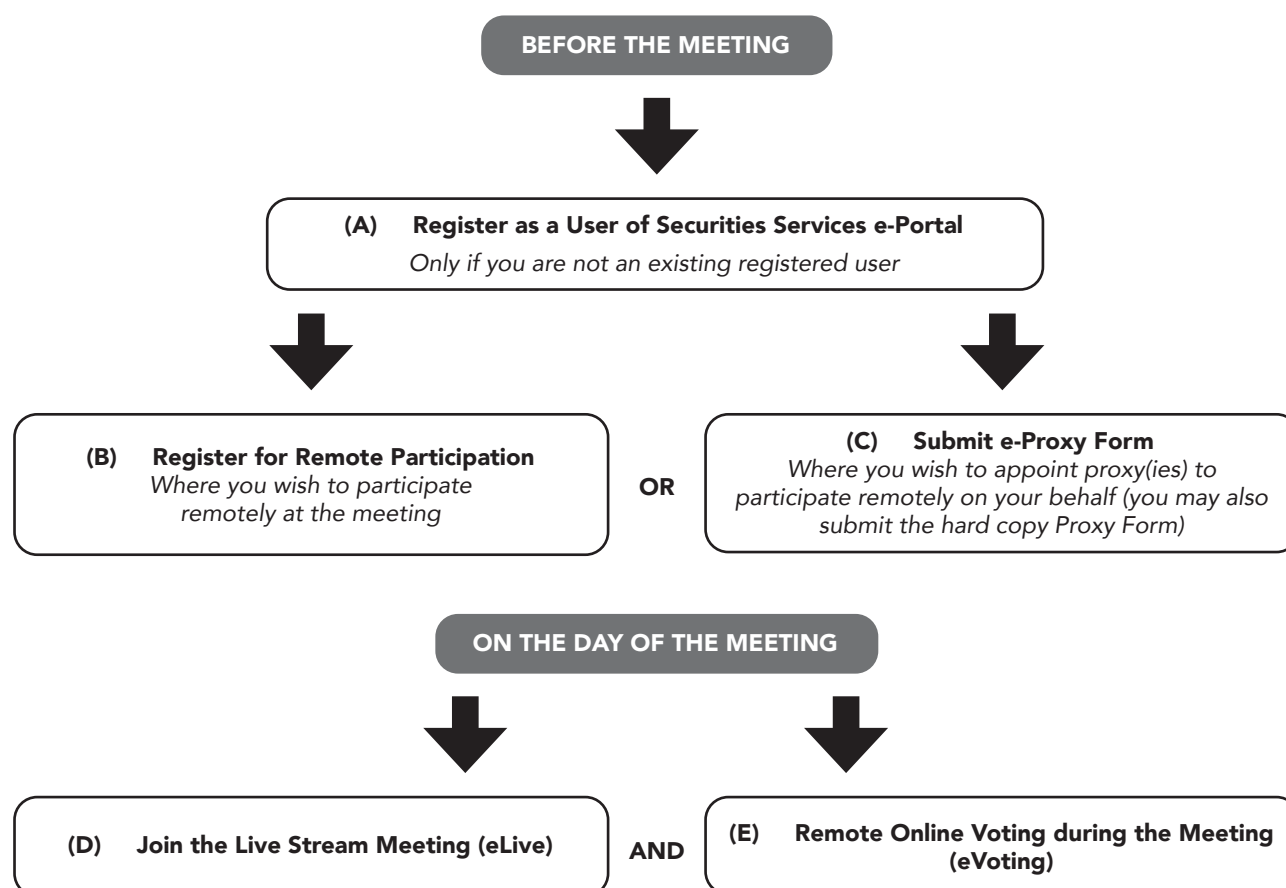 BEFORE THE MEETING
(A) Register as a User of Securities Services e-Portal
Only if you are not an existing registered user
(B) Register for Remote Participation
Where you wish to participate
remotely at the meeting
OR
(C) Submit e-Proxy Form
Where you wish to appoint proxy(ies) to
participate remotely on your behalf (you may also
submit the hard copy Proxy Form)
ON THE DAY OF THE MEETING
(D) Join the Live Stream Meeting (eLive)
AND
(E) Remote Online Voting during the Meeting
(eVoting)